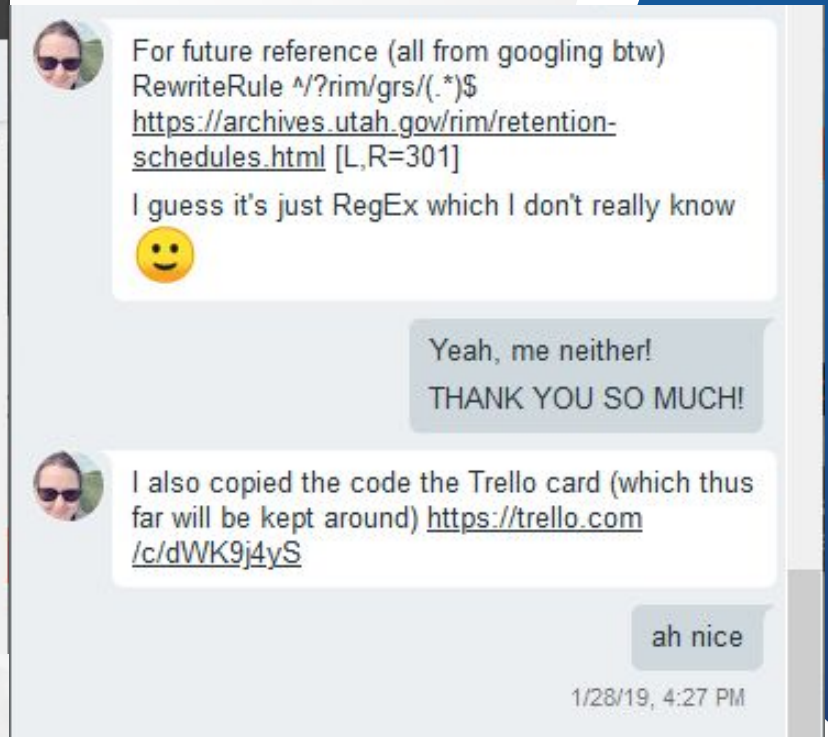 For future reference (all from googling btw)
RewriteRule ^/?rim/grs/(.*)$
https://archives.utah.gov/rim/retention-
schedules.html [L,R=301]
I guess it's just RegEx which I don't really know
Yeah, me neither!
THANK YOU SO MUCH!
I also copied the code the Trello card (which thus
far will be kept around) https://trello.com
/c/dWK9j4yS
ah nice
1/28/19, 4:27 PM